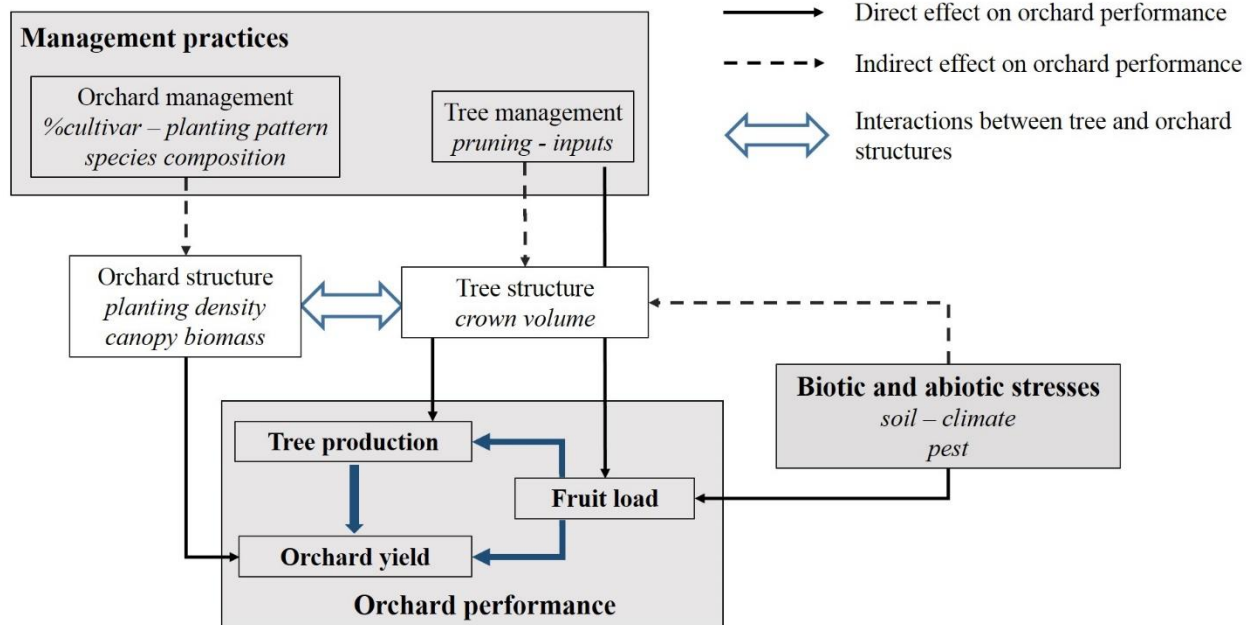 Management practices
Orchard management
%cultivar – planting pattern
species composition
Tree management
pruning - inputs
Direct effect on orchard performance
Indirect effect on orchard performance
Interactions between tree and orchard
structures
Orchard structure
planting density
canopy biomass
Tree structure
crown volume
Biotic and abiotic stresses
soil – climate
pest
Tree production
Fruit load
Orchard yield
Orchard performance